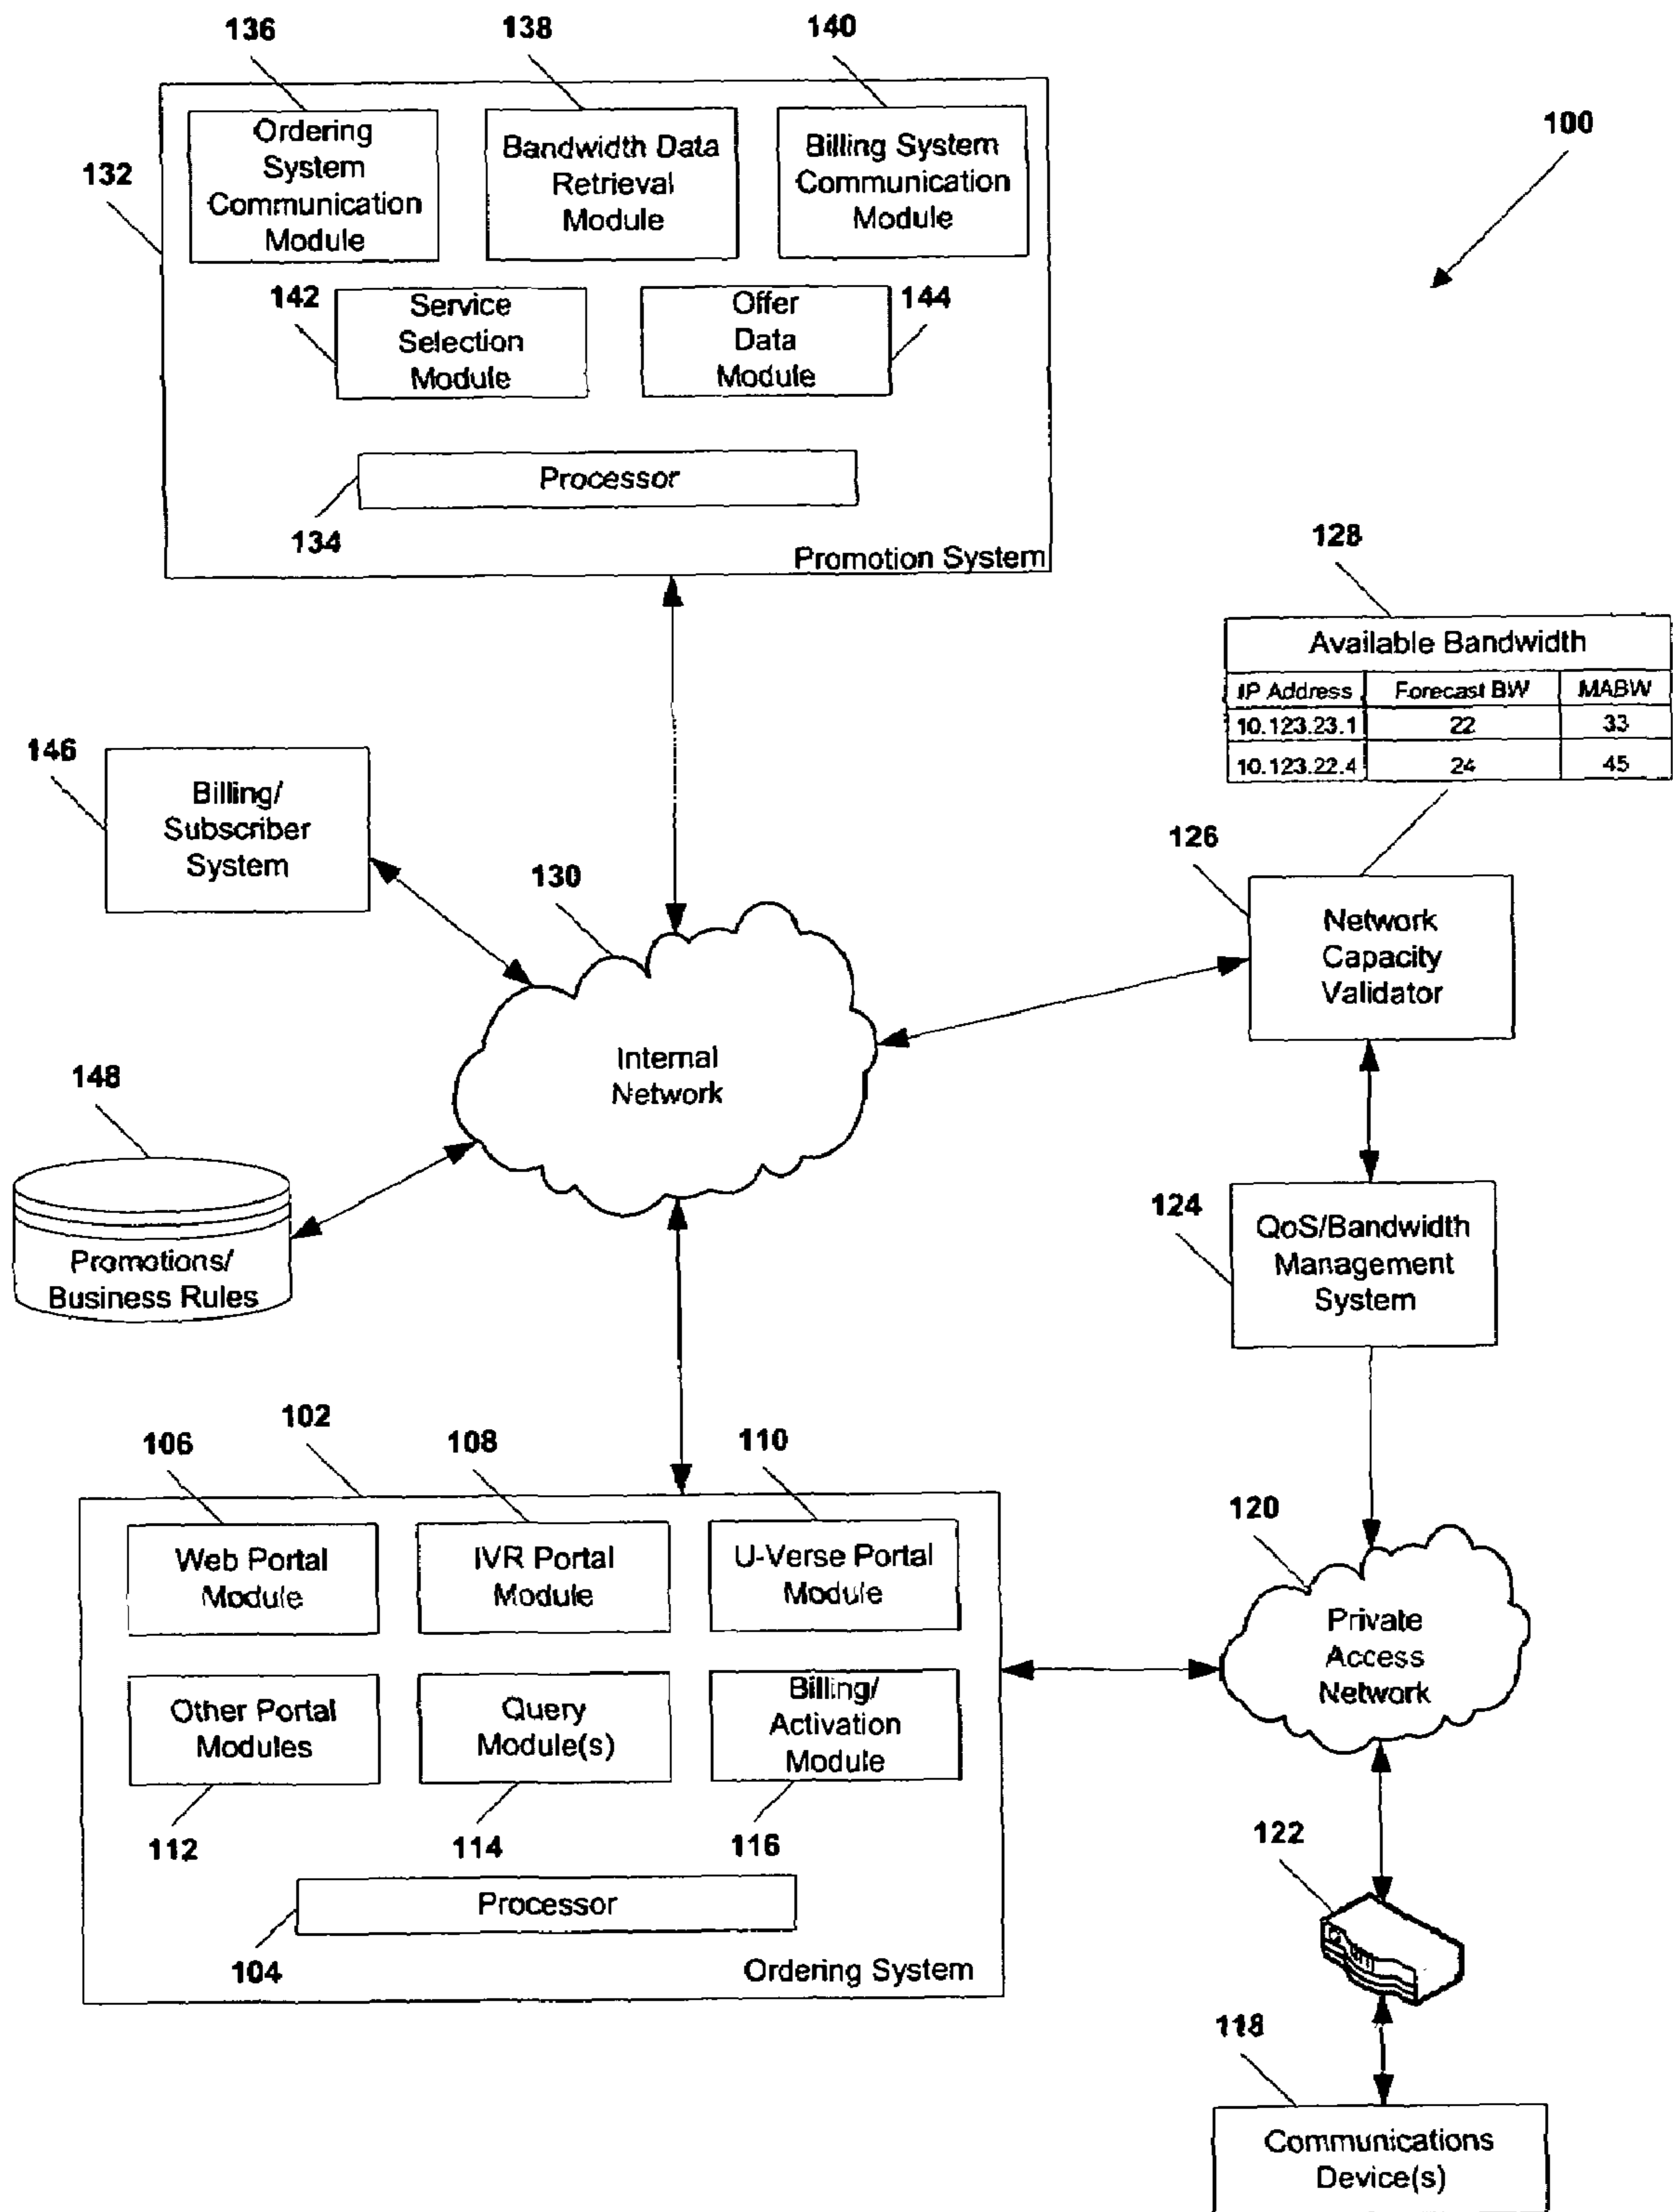 136
138
140
100
132
Ordering
System
Communication
Module
Bandwidth Data
Retrieval
Module
Billing System
Communication
Module
142
Service
Selection
Module
Offer
Data
Module
144
Processor
134
Promotion System
128
Available Bandwidth
IP Address Forecast BW MABW
10.123.23.1 22 33
10.123.22.4 24 45
146
Billing/
Subscriber
System
130
126
Network
Capacity
Validator
Internal
Network
148
Promotions/
Business Rules
124
QoS/Bandwidth
Management
System
102
106
108
110
120
Web Portal
Module
IVR Portal
Module
U-Verse Portal
Module
Private
Access
Network
Other Portal
Modules
Query
Module(s)
Billing/
Activation
Module
112
114
116
122
Processor
104
Ordering System
118
Communications
Device(s)